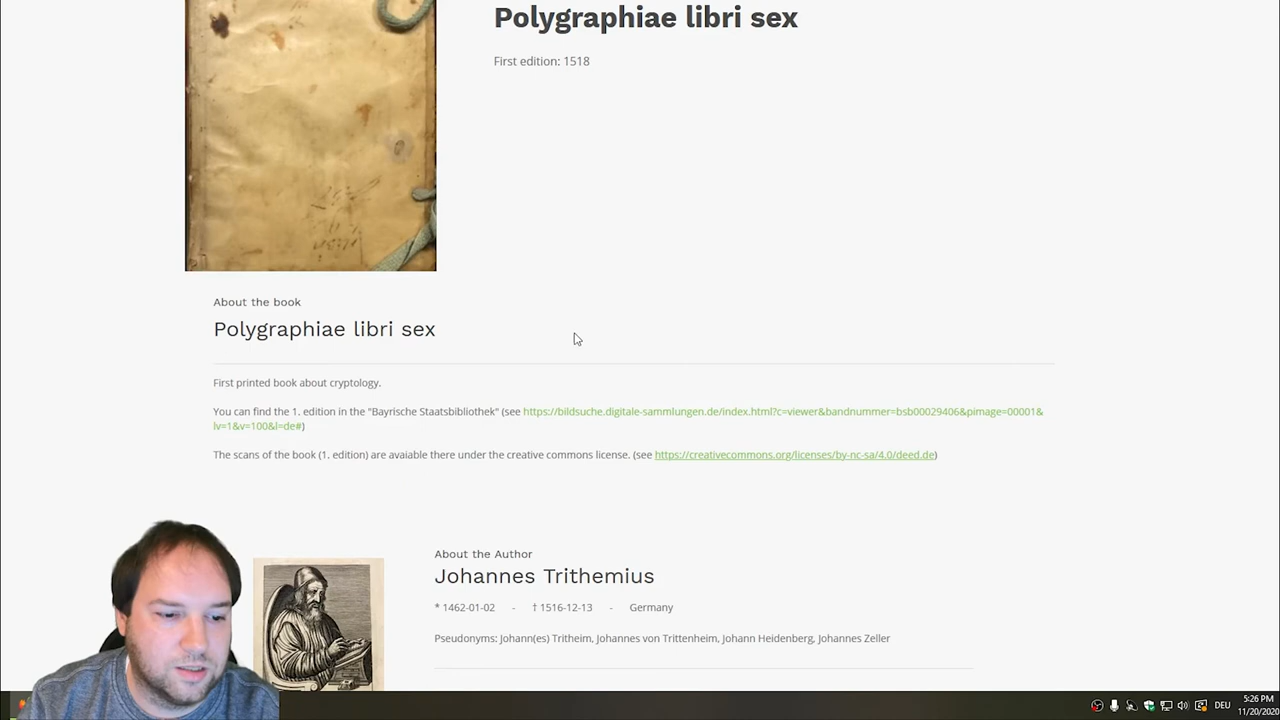 Polygraphiae libri sex
First edition: 1518
About the book
Polygraphiae libri sex
First printed book about cryptology.
You can find the 1. edition in the "Bayrische Staatsbibliothek" (see https://bildsuche.digitale-sammlungen.de/index.html?c=viewer&bandnummer=bsb00029406&pimage=00001&
lv=1&v=100&l=de#)
The scans of the book (1. edition) are avaiable there under the creative commons license. (see https://creativecommons.org/licenses/by-nc-sa/4.0/deed.de)
About the Author
Johannes Trithemius
* 1462-01-02 - † 1516-12-13 - Germany
Pseudonyms: Johann(es) Tritheim, Johannes von Trittenheim, Johann Heidenberg, Johannes Zeller
DEU
5:26 PM
11/20/2020